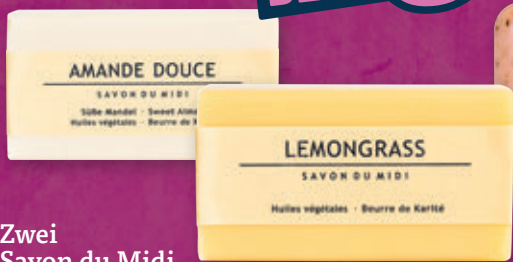 AMANDE DOUCE
SAVON DU MIDI
Süße Mandel · Sweet
Huiles végétales · Beurre de
LEMONGRASS
SAVON DU MIDI
Huiles végétales · Beurre de Karité
Zwei
Savon du Midi